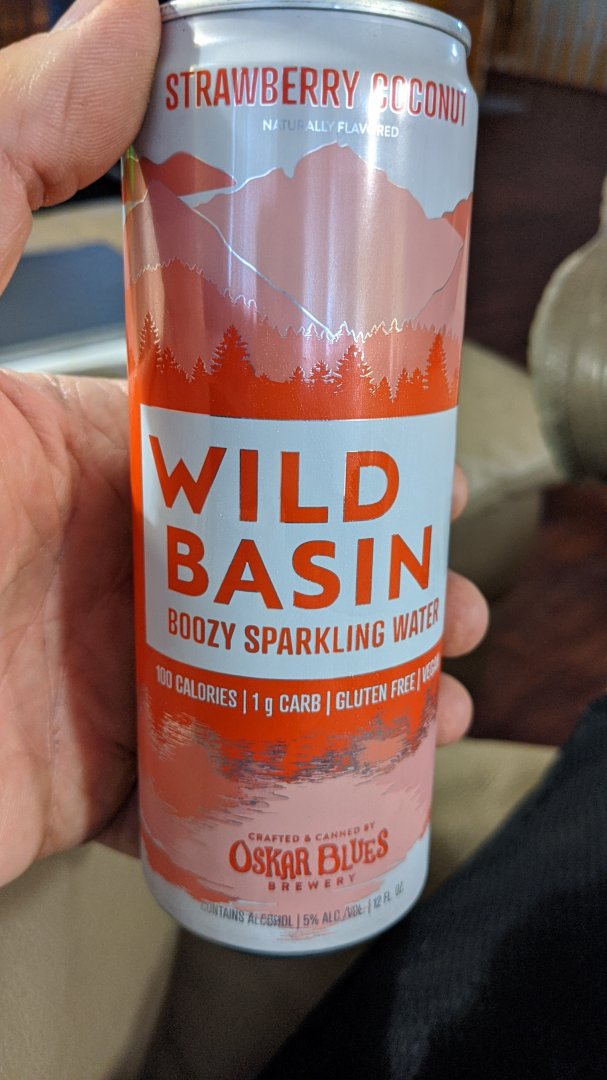 STRAWBERRY COCONUT
NATURALLY FLAVORED
WILD
BASIN
BOOZY SPARKLING WATER
100 CALORIES | 1 g CARB | GLUTEN FREE | VEGAN
CRAFTED & CANNED BY
OSKAR BLUES
BREWERY
CONTAINS ALCOHOL | 5% ALC./VOL. | 12 FL. OZ.